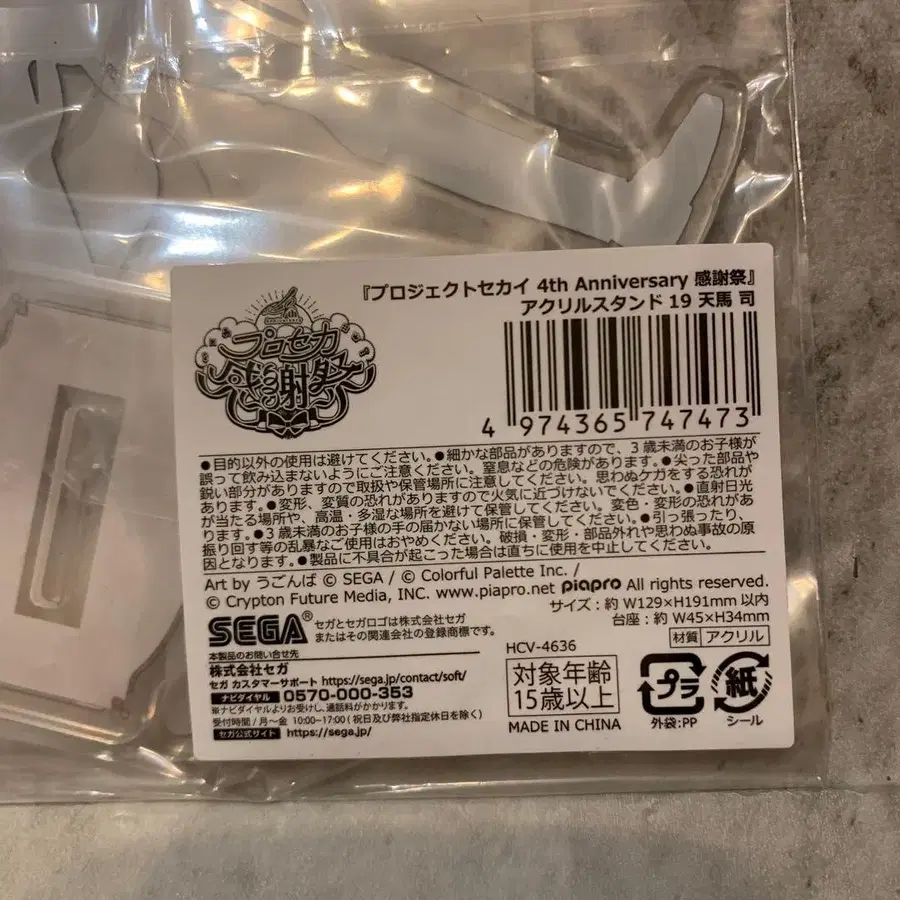 『プロジェクトセカイ 4th Anniversary 感謝祭』
アクリルスタンド 19 天馬 司
プロセカ
感謝祭
4 974365 747473
●目的以外の使用は避けてください。●細かな部品がありますので、3歳未満のお子様が
誤って飲み込まないようにご注意ください。窒息などの危険があります。●尖った部品や
鋭い部分がありますので取扱や保管場所に注意してください。思わぬケガをする恐れが
あります。●変形、変質の恐れがありますので火気に近づけないでください。●直射日光
が当たる場所や、高温・多湿な場所を避けて保管してください。変色・変形の恐れがあ
ります。●3歳未満のお子様の手の届かない場所に保管してください。●引っ張ったり、
振り回す等の乱暴なご使用はおやめください。破損・変形・部品外れや思わぬ事故の原
因となります。●製品に不具合が起こった場合は直ちに使用を中止してください。
Art by うごんば © SEGA / © Colorful Palette Inc. /
© Crypton Future Media, INC. www.piapro.net piapro All rights reserved.
サイズ：約 W129×H191mm 以内
台座：約 W45×H34mm
材質 アクリル
SEGA®
セガとセガロゴは株式会社セガ
またはその関連会社の登録商標です。
本製品のお問い合せ先
株式会社セガ
セガ カスタマーサポート https://sega.jp/contact/soft/
ナビダイヤル 0570-000-353
※ナビダイヤルよりお受けし、通話料がかかります。
受付時間 / 月～金 10:00-17:00 ( 祝日及び弊社指定休日を除く )
セガ公式サイト https://sega.jp/
HCV-4636
対象年齢
15歳以上
MADE IN CHINA
プラ
外袋:PP
紙
シール